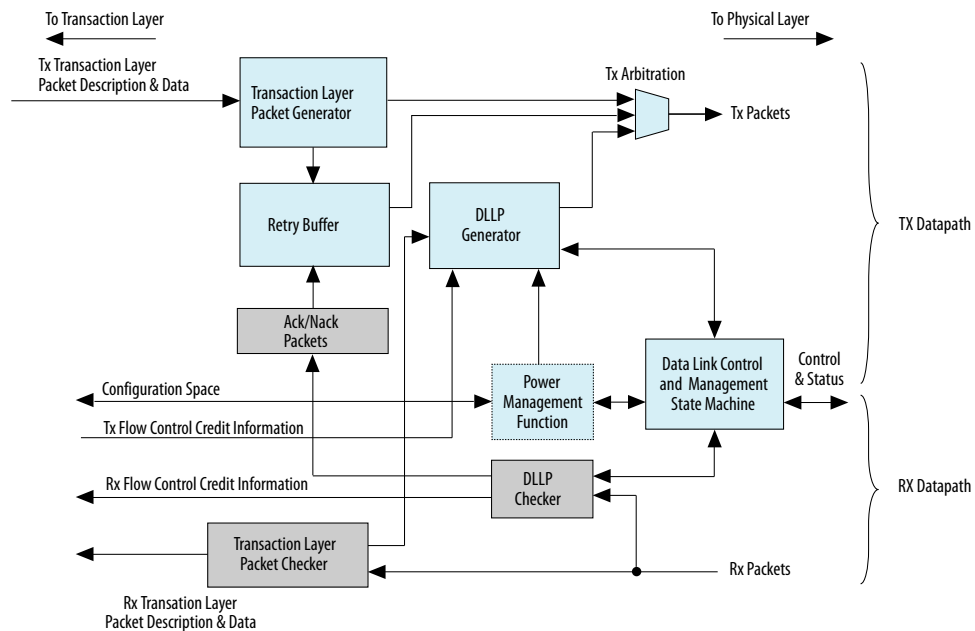 To Transaction Layer
To Physical Layer
Tx Transaction Layer
Packet Description & Data
Transaction Layer
Packet Generator
Tx Arbitration
Tx Packets
Retry Buffer
DLLP
Generator
TX Datapath
Ack/Nack
Packets
Data Link Control
and Management
State Machine
Control
& Status
Configuration Space
Power
Management
Function
Tx Flow Control Credit Information
Rx Flow Control Credit Information
DLLP
Checker
RX Datapath
Transaction Layer
Packet Checker
Rx Packets
Rx Transation Layer
Packet Description & Data